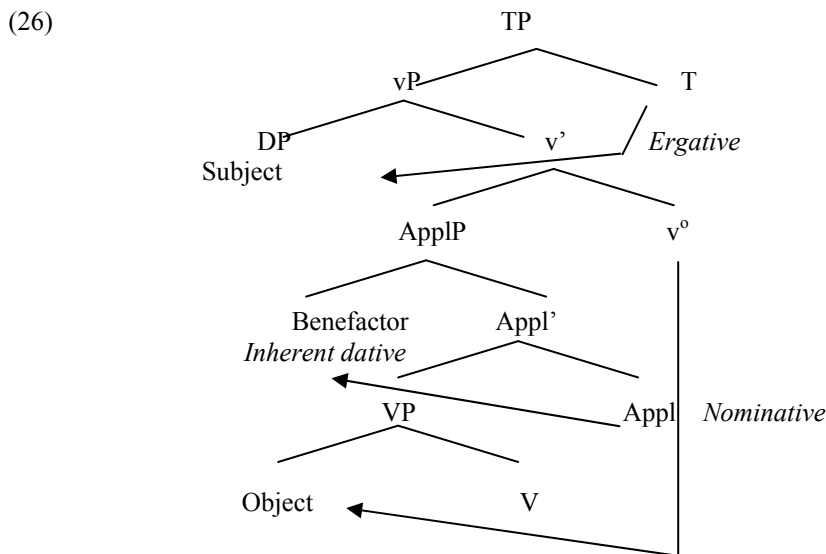 (26)
TP
vP T
DP v’ Ergative
Subject
ApplP vº
Benefactor Appl’
Inherent dative
VP Appl Nominative
Object V